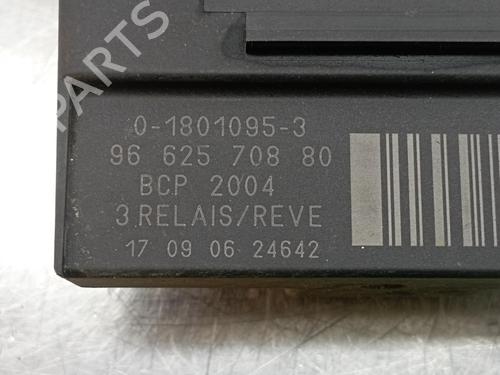 PARTS
0-1801095-3
96 625 708 80
BCP 2004
3 RELAIS/REVE
17 09 06 24642